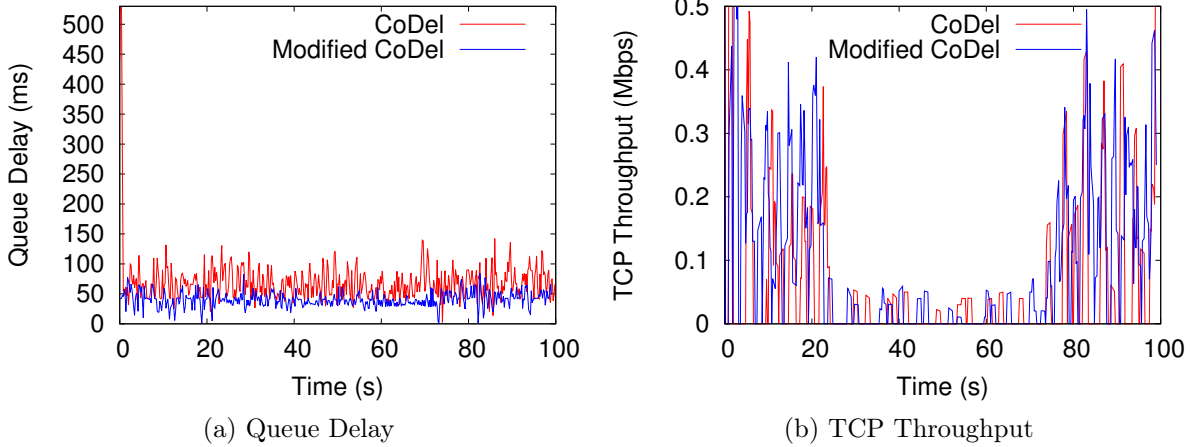 CoDel
Modified CoDel
500
450
400
350
300
250
200
150
100
50
0
Queue Delay (ms)
0 20 40 60 80 100
Time (s)
(a) Queue Delay
CoDel
Modified CoDel
0.5
0.4
0.3
0.2
0.1
0
TCP Throughput (Mbps)
0 20 40 60 80 100
Time (s)
(b) TCP Throughput